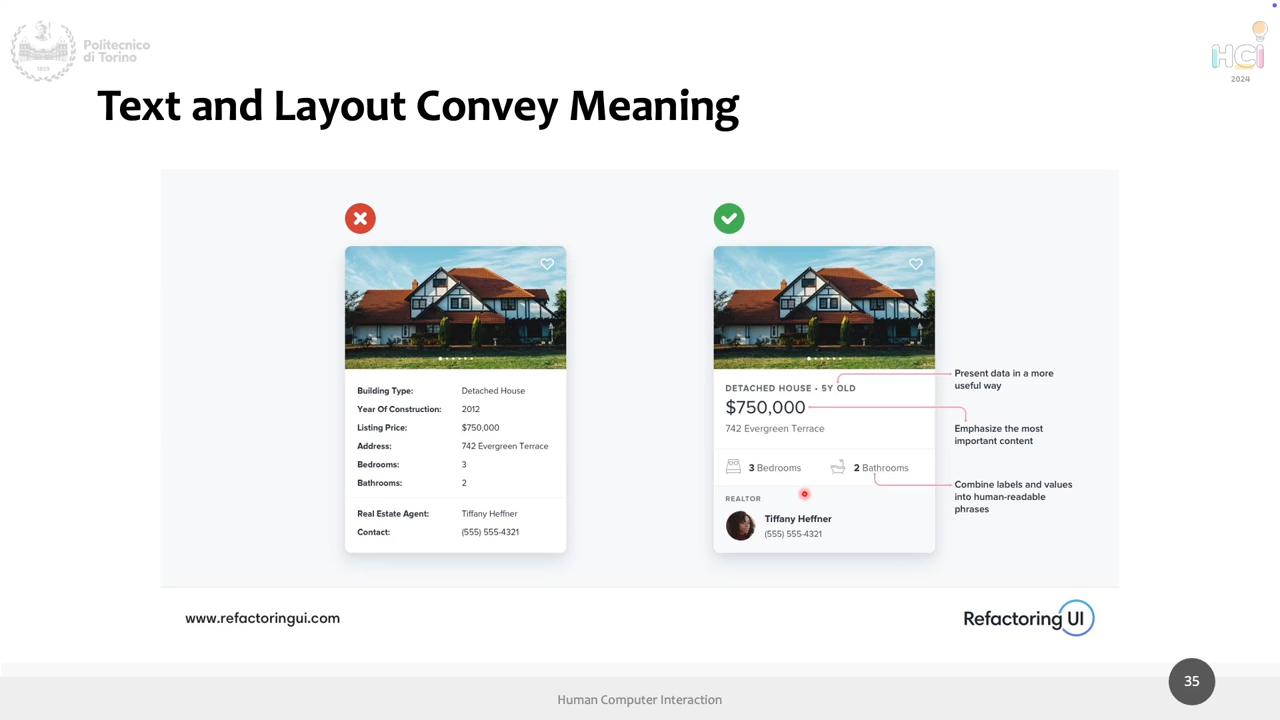 Politecnico
di Torino
1859
HCI
2024
Text and Layout Convey Meaning
Building Type: Detached House
Year Of Construction: 2012
Listing Price: $750,000
Address: 742 Evergreen Terrace
Bedrooms: 3
Bathrooms: 2
Real Estate Agent: Tiffany Heffner
Contact: (555) 555-4321
DETACHED HOUSE • 5Y OLD
$750,000
742 Evergreen Terrace
3 Bedrooms 2 Bathrooms
REALTOR
Tiffany Heffner
(555) 555-4321
Present data in a more
useful way
Emphasize the most
important content
Combine labels and values
into human-readable
phrases
www.refactoringui.com
Refactoring UI
Human Computer Interaction
35